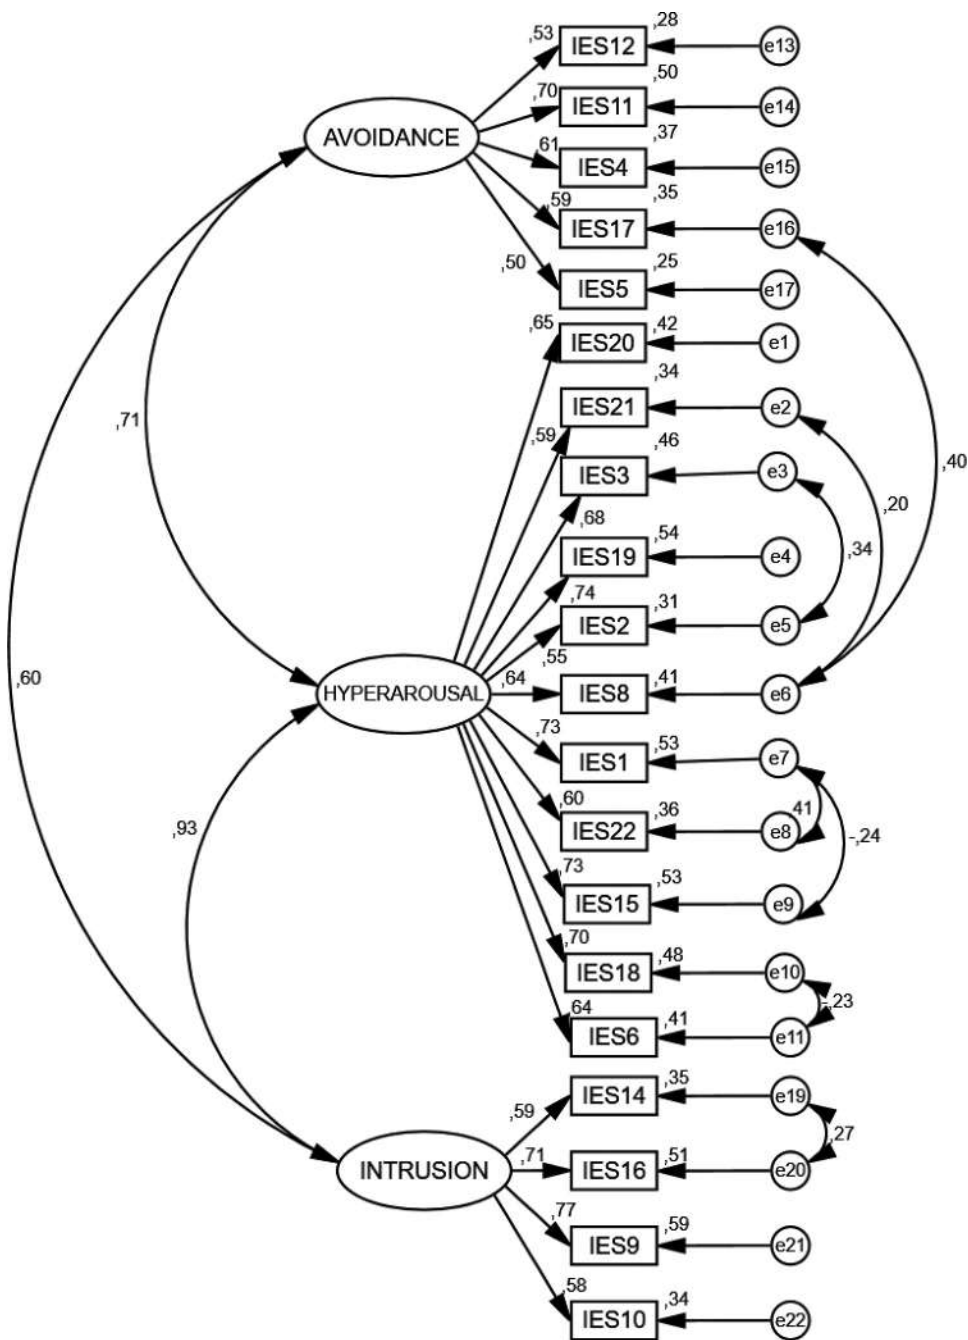 ,28
,53
IES12
e13
,50
,70
IES11
e14
AVOIDANCE
,37
,61
IES4
e15
,35
,59
IES17
e16
,50
,25
IES5
e17
,65
,42
IES20
e1
,34
,59
IES21
e2
,71
,46
IES3
e3
,40
,68
,20
,54
IES19
e4
,34
,74
,31
IES2
e5
,55
,60
HYPERAROUSAL
,64
,41
IES8
e6
,73
,53
IES1
e7
,60
,36
41
IES22
e8
,93
-,24
,73
,53
IES15
e9
,70
,48
IES18
e10
-,23
,64
,41
IES6
e11
,35
IES14
e19
,59
,27
INTRUSION
,71
,51
IES16
e20
,77
,59
IES9
e21
,58
,34
IES10
e22